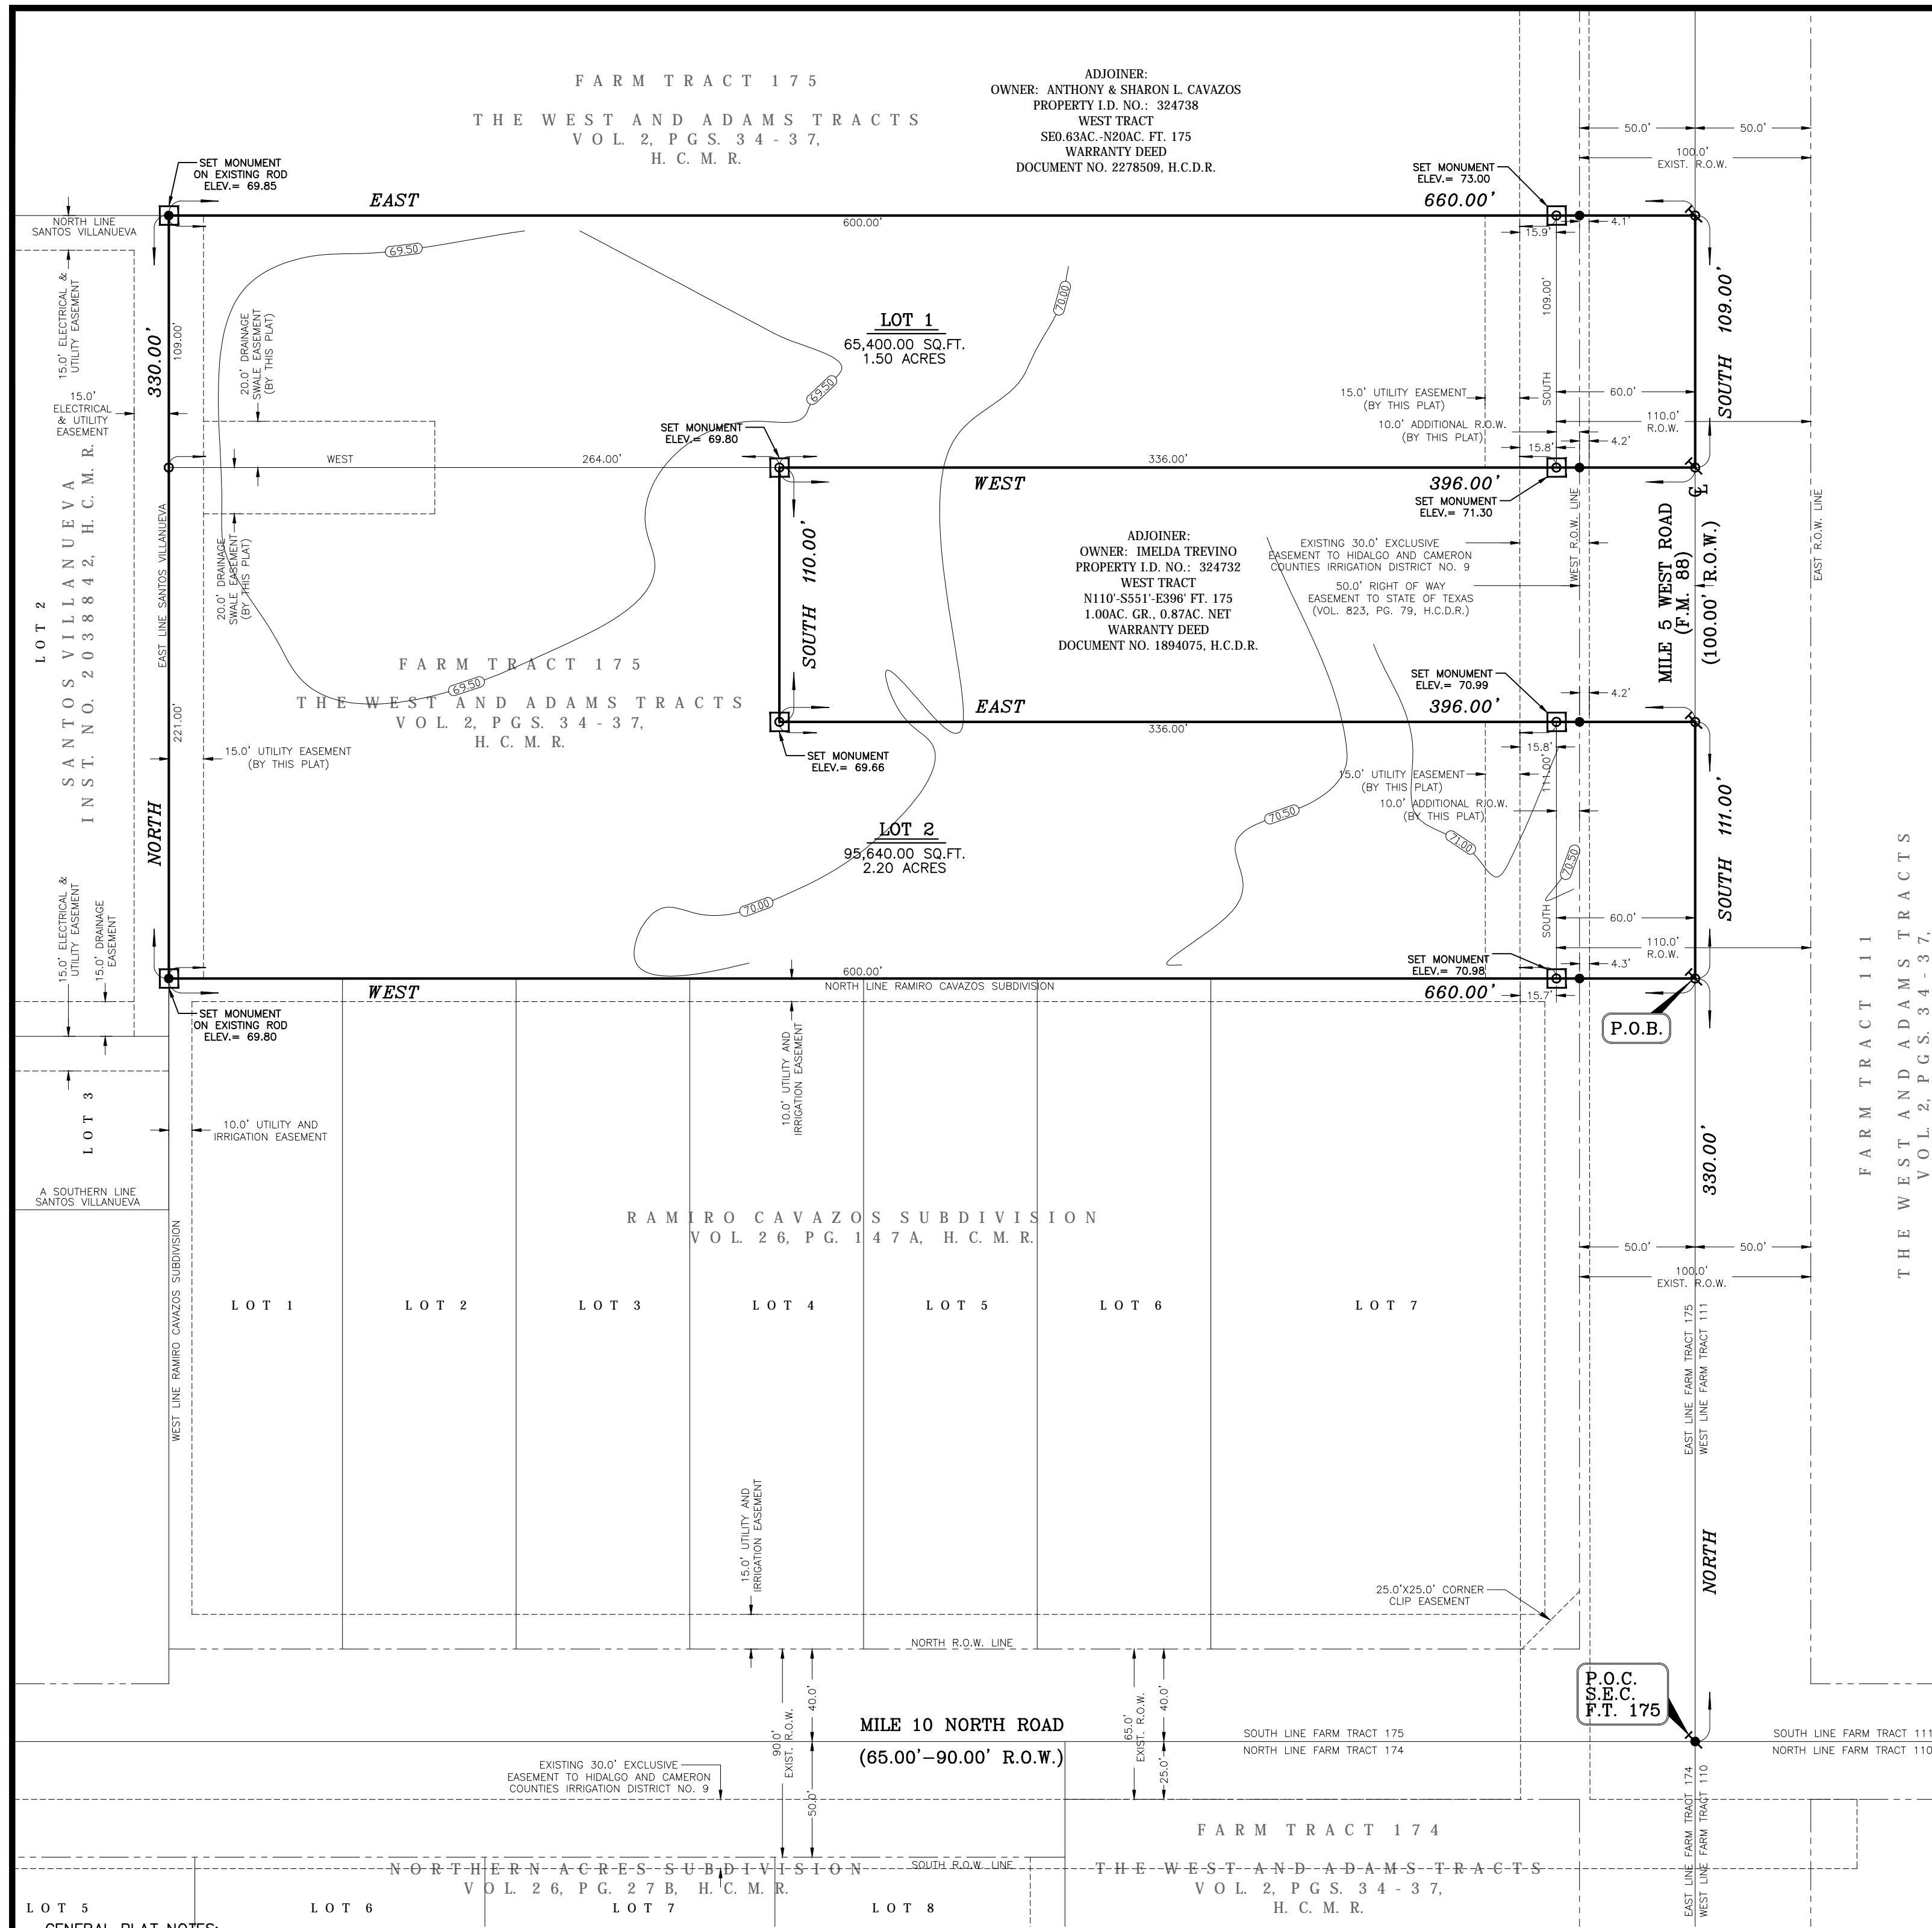 FARM TRACT 175
THE WEST AND ADAMS TRACTS
VOL. 2, PGS. 34-37,
H. C. M. R.
ADJOINER:
OWNER: ANTHONY & SHARON L. CAVAZOS
PROPERTY I.D. NO.: 324738
WEST TRACT
SE0.63AC.-N20AC. FT. 175
WARRANTY DEED
DOCUMENT NO. 2278509, H.C.D.R.
50.0'
50.0'
100.0'
EXIST. R.O.W.
SET MONUMENT
ON EXISTING ROD
ELEV.= 69.85
SET MONUMENT
ELEV.= 73.00
EAST
660.00'
600.00'
NORTH LINE
SANTOS VILLANUEVA
4.1'
15.9'
69.50
15.0' ELECTRICAL &
UTILITY EASEMENT
330.00'
109.00'
20.0' DRAINAGE
SWALE EASEMENT
(BY THIS PLAT)
70.00
LOT 1
65,400.00 SQ.FT.
1.50 ACRES
109.00'
SOUTH 109.00'
69.50
15.0'
ELECTRICAL
& UTILITY
EASEMENT
15.0' UTILITY EASEMENT
(BY THIS PLAT)
SOUTH
60.0'
110.0'
R.O.W.
10.0' ADDITIONAL R.O.W.
(BY THIS PLAT)
15.8'
4.2'
SET MONUMENT
ELEV.= 69.80
WEST
264.00'
336.00'
WEST
396.00'
SET MONUMENT
ELEV.= 71.30
LOT 2
SANTOS VILLANUEVA
INST. NO. 2038842, H. C. M. R.
EAST LINE SANTOS VILLANUEVA
20.0' DRAINAGE
SWALE EASEMENT
(BY THIS PLAT)
SOUTH 110.00'
ADJOINER:
OWNER: IMELDA TREVINO
PROPERTY I.D. NO.: 324732
WEST TRACT
N110'-S551'-E396' FT. 175
1.00AC. GR., 0.87AC. NET
WARRANTY DEED
DOCUMENT NO. 1894075, H.C.D.R.
EXISTING 30.0' EXCLUSIVE
EASEMENT TO HIDALGO AND CAMERON
COUNTIES IRRIGATION DISTRICT NO. 9
50.0' RIGHT OF WAY
EASEMENT TO STATE OF TEXAS
(VOL. 823, PG. 79, H.C.D.R.)
WEST R.O.W. LINE
MILE 5 WEST ROAD
(F.M. 88)
(100.00' R.O.W.)
EAST R.O.W. LINE
FARM TRACT 175
THE WEST AND ADAMS TRACTS
VOL. 2, PGS. 34-37,
H. C. M. R.
69.50
SET MONUMENT
ELEV.= 70.99
4.2'
EAST
396.00'
336.00'
221.00'
15.0' UTILITY EASEMENT
(BY THIS PLAT)
SET MONUMENT
ELEV.= 69.66
15.8'
111.00'
15.0' UTILITY EASEMENT
(BY THIS PLAT)
10.0' ADDITIONAL R.O.W.
(BY THIS PLAT)
SOUTH 111.00'
NORTH
LOT 2
95,640.00 SQ.FT.
2.20 ACRES
70.50
71.00
70.50
70.00
SOUTH
60.0'
110.0'
R.O.W.
15.0' ELECTRICAL &
UTILITY EASEMENT
15.0' DRAINAGE
EASEMENT
SET MONUMENT
ELEV.= 70.98
4.3'
600.00'
NORTH LINE RAMIRO CAVAZOS SUBDIVISION
WEST
660.00'
15.7'
SET MONUMENT
ON EXISTING ROD
ELEV.= 69.80
P.O.B.
FARM TRACT 111
THE WEST AND ADAMS TRACTS
VOL. 2, PGS. 34-37,
LOT 3
10.0' UTILITY AND
IRRIGATION EASEMENT
10.0' UTILITY AND
IRRIGATION EASEMENT
330.00'
A SOUTHERN LINE
SANTOS VILLANUEVA
WEST LINE RAMIRO CAVAZOS SUBDIVISION
RAMIRO CAVAZOS SUBDIVISION
VOL. 26, PG. 147A, H. C. M. R.
50.0'
50.0'
100.0'
EXIST. R.O.W.
LOT 1
LOT 2
LOT 3
LOT 4
LOT 5
LOT 6
LOT 7
EAST LINE FARM TRACT 175
WEST LINE FARM TRACT 111
15.0' UTILITY AND
IRRIGATION EASEMENT
NORTH
25.0'X25.0' CORNER
CLIP EASEMENT
NORTH R.O.W. LINE
P.O.C.
S.E.C.
F.T. 175
90.0'
EXIST. R.O.W.
40.0'
50.0'
65.0'
EXIST. R.O.W.
40.0'
25.0'
MILE 10 NORTH ROAD
(65.00'-90.00' R.O.W.)
SOUTH LINE FARM TRACT 175
NORTH LINE FARM TRACT 174
SOUTH LINE FARM TRACT 111
NORTH LINE FARM TRACT 110
EXISTING 30.0' EXCLUSIVE
EASEMENT TO HIDALGO AND CAMERON
COUNTIES IRRIGATION DISTRICT NO. 9
EAST LINE FARM TRACT 174
WEST LINE FARM TRACT 110
FARM TRACT 174
THE WEST AND ADAMS TRACTS
VOL. 2, PGS. 34-37,
H. C. M. R.
NORTHERN ACRES SUBDIVISION
VOL. 26, PG. 27B, H. C. M. R.
SOUTH R.O.W. LINE
LOT 5
LOT 6
LOT 7
LOT 8
GENERAL PLAT NOTES: